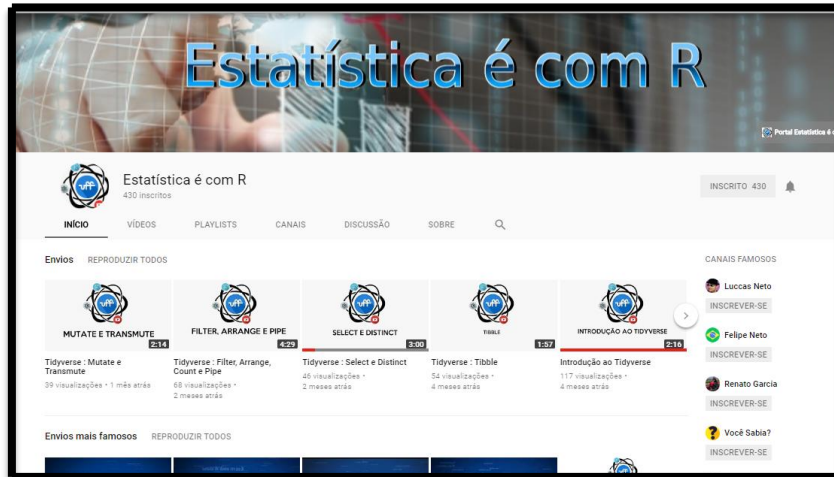 Estatística é com R
Portal Estatística é
Estatística é com R
430 inscritos
INSCRITO 430
INÍCIO VÍDEOS PLAYLISTS CANAIS DISCUSSÃO SOBRE
Envios REPRODUZIR TODOS
uff uff uff uff uff
MUTATE E TRANSMUTE
FILTER, ARRANGE E PIPE
SELECT E DISTINCT
TIBBLE
INTRODUÇÃO AO TIDYVERSE
2:14 4:29 3:00 1:57 2:16
Tidyverse : Mutate e
Transmute
39 visualizações • 1 mês atrás
Tidyverse : Filter, Arrange,
Count e Pipe
68 visualizações •
2 meses atrás
Tidyverse : Select e Distinct
46 visualizações •
2 meses atrás
Tidyverse : Tibble
54 visualizações •
4 meses atrás
Introdução ao Tidyverse
117 visualizações •
4 meses atrás
Envios mais famosos REPRODUZIR TODOS
CANAIS FAMOSOS
Luccas Neto
INSCREVER-SE
Felipe Neto
INSCREVER-SE
Renato Garcia
INSCREVER-SE
Você Sabia?
INSCREVER-SE